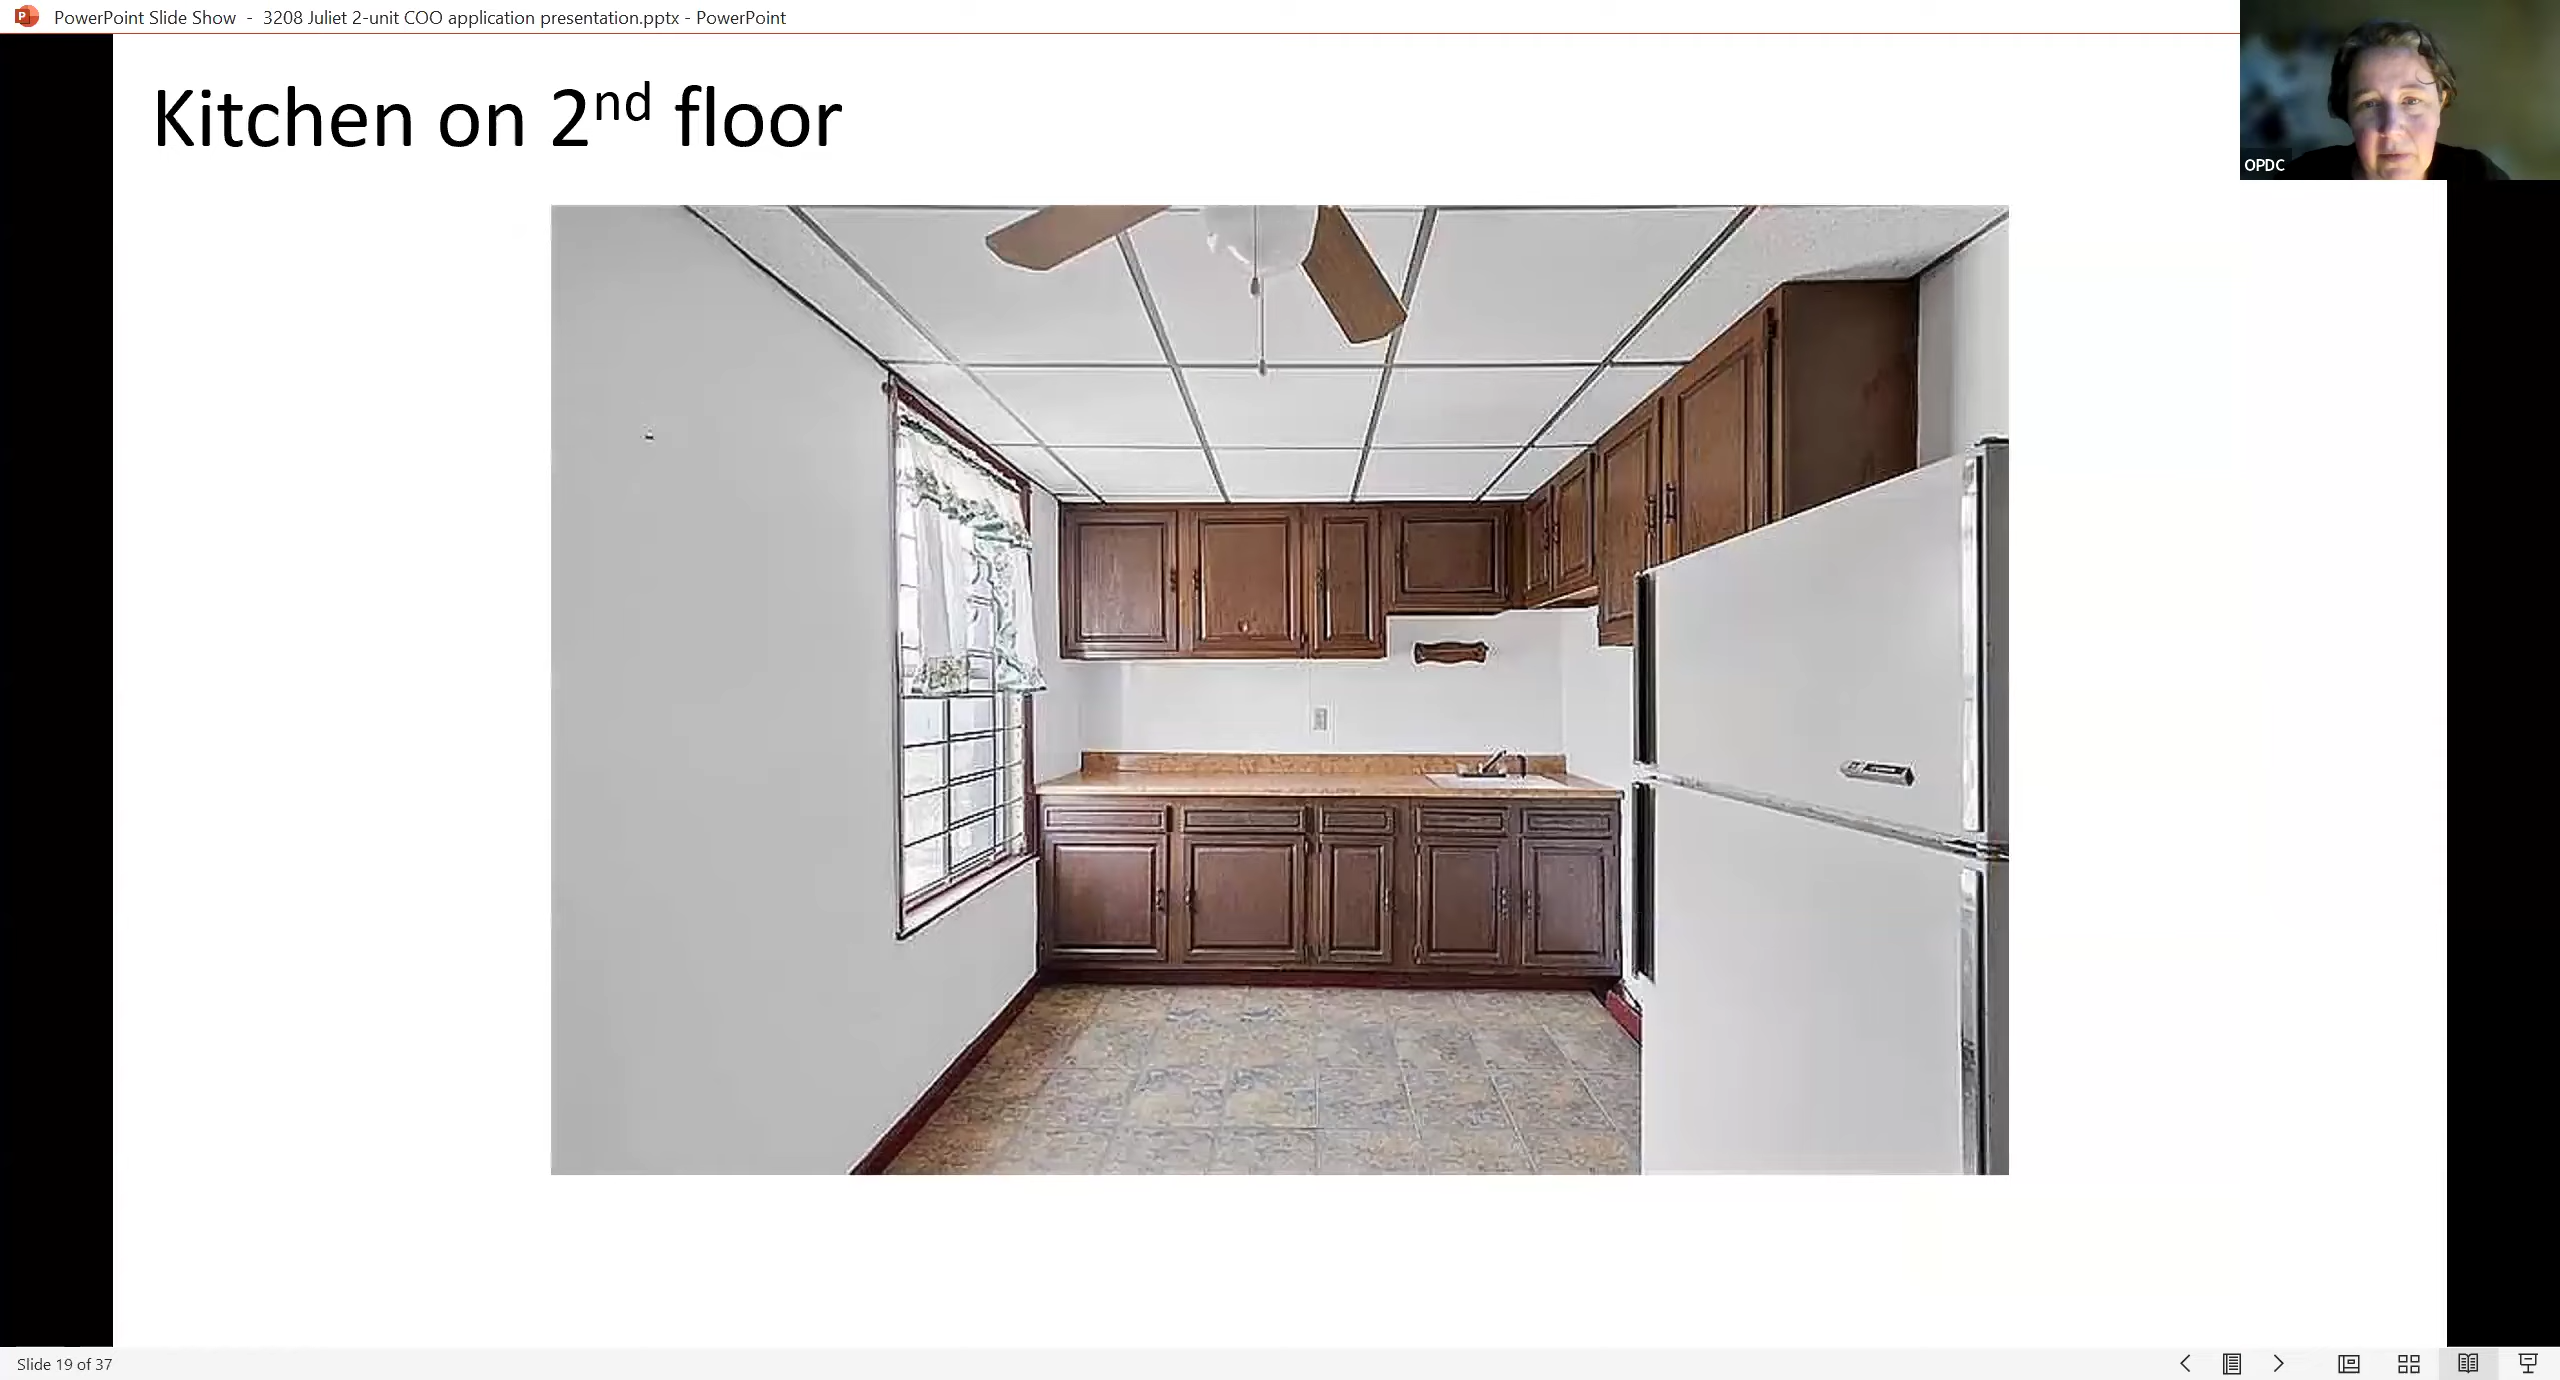 PowerPoint Slide Show - 3208 Juliet 2-unit COO application presentation.pptx - PowerPoint
Kitchen on 2nd floor
OPDC
Slide 19 of 37